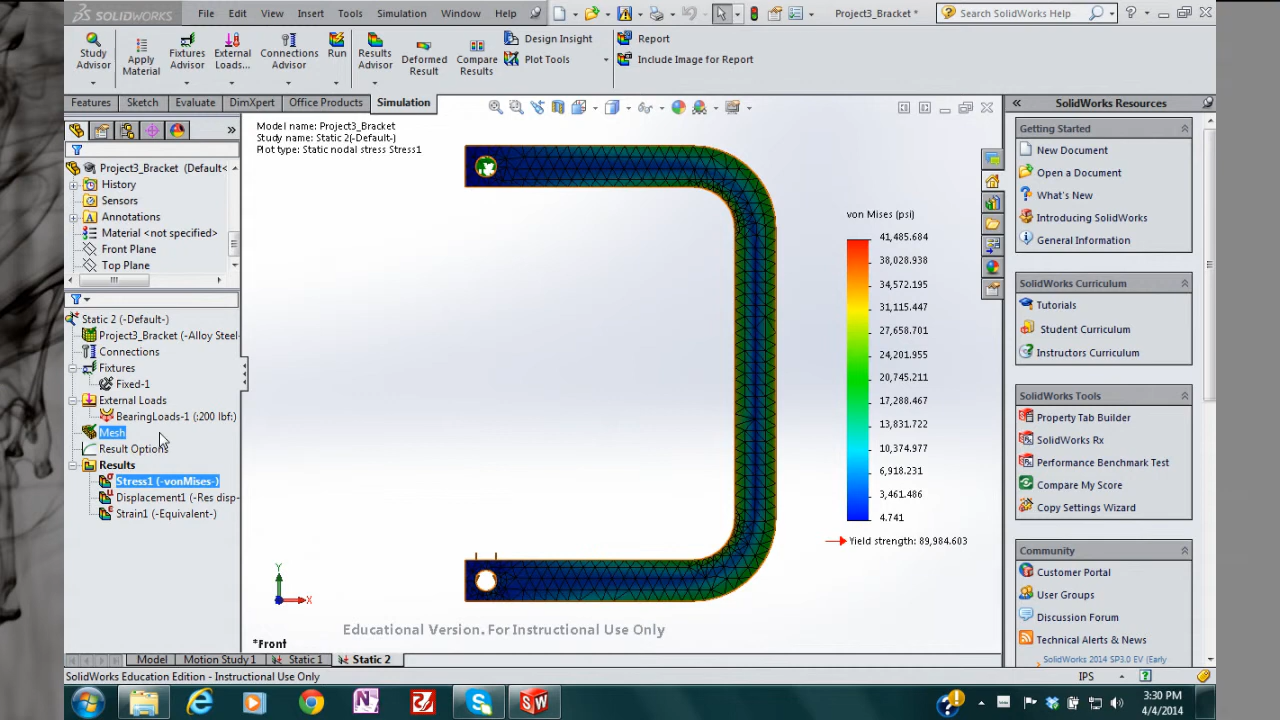 SOLIDWORKS File Edit View Insert Tools Simulation Window Help Project3_Bracket * Search SolidWorks Help
Study Advisor
Apply Material
Fixtures Advisor
External Loads...
Connections Advisor
Run
Results Advisor
Deformed Result
Compare Results
Design Insight
Plot Tools
Report
Include Image for Report
Features Sketch Evaluate DimXpert Office Products Simulation
Project3_Bracket (Default<
History
Sensors
Annotations
Material <not specified>
Front Plane
Top Plane
Static 2 (-Default-)
Project3_Bracket (-Alloy Steel-
Connections
Fixtures
Fixed-1
External Loads
BearingLoads-1 (:200 lbf:)
Mesh
Result Options
Results
Stress1 (-vonMises-)
Displacement1 (-Res disp-
Strain1 (-Equivalent-)
Model name: Project3_Bracket
Study name: Static 2(-Default-)
Plot type: Static nodal stress Stress1
von Mises (psi)
41,485.684
38,028.938
34,572.195
31,115.447
27,658.701
24,201.955
20,745.211
17,288.467
13,831.722
10,374.977
6,918.231
3,461.486
4.741
Yield strength: 89,984.603
Y
X
Educational Version. For Instructional Use Only
*Front
SolidWorks Resources
Getting Started
New Document
Open a Document
What's New
Introducing SolidWorks
General Information
SolidWorks Curriculum
Tutorials
Student Curriculum
Instructors Curriculum
SolidWorks Tools
Property Tab Builder
SolidWorks Rx
Performance Benchmark Test
Compare My Score
Copy Settings Wizard
Community
Customer Portal
User Groups
Discussion Forum
Technical Alerts & News
SolidWorks 2014 SP3.0 EV (Early
Model Motion Study 1 Static 1 Static 2
SolidWorks Education Edition - Instructional Use Only IPS
3:30 PM
4/4/2014